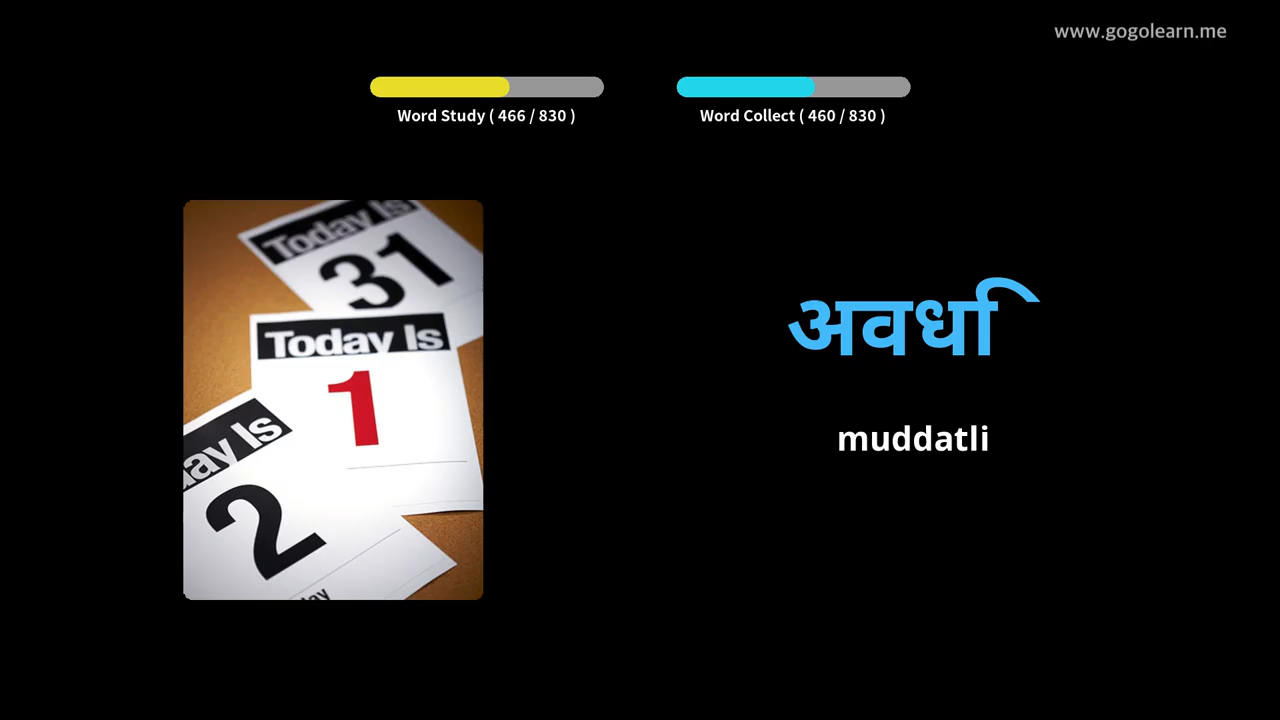 www.gogolearn.me
Word Study ( 466 / 830 )
Word Collect ( 460 / 830 )
Today Is
31
Today Is
1
ay Is
2
ay
अवधि
muddatli